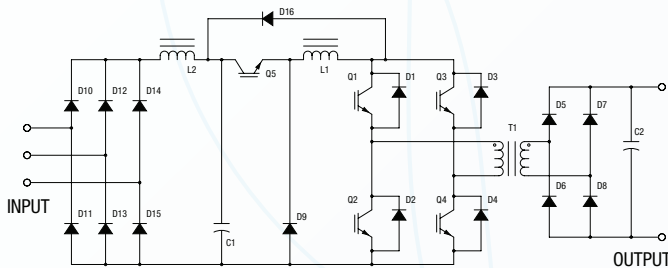 D16
L2
Q5
L1
Q1
D1
Q3
D3
D10
D12
D14
D5
D7
T1
C2
INPUT
D11
D13
D15
C1
D9
Q2
D2
Q4
D4
D6
D8
OUTPUT